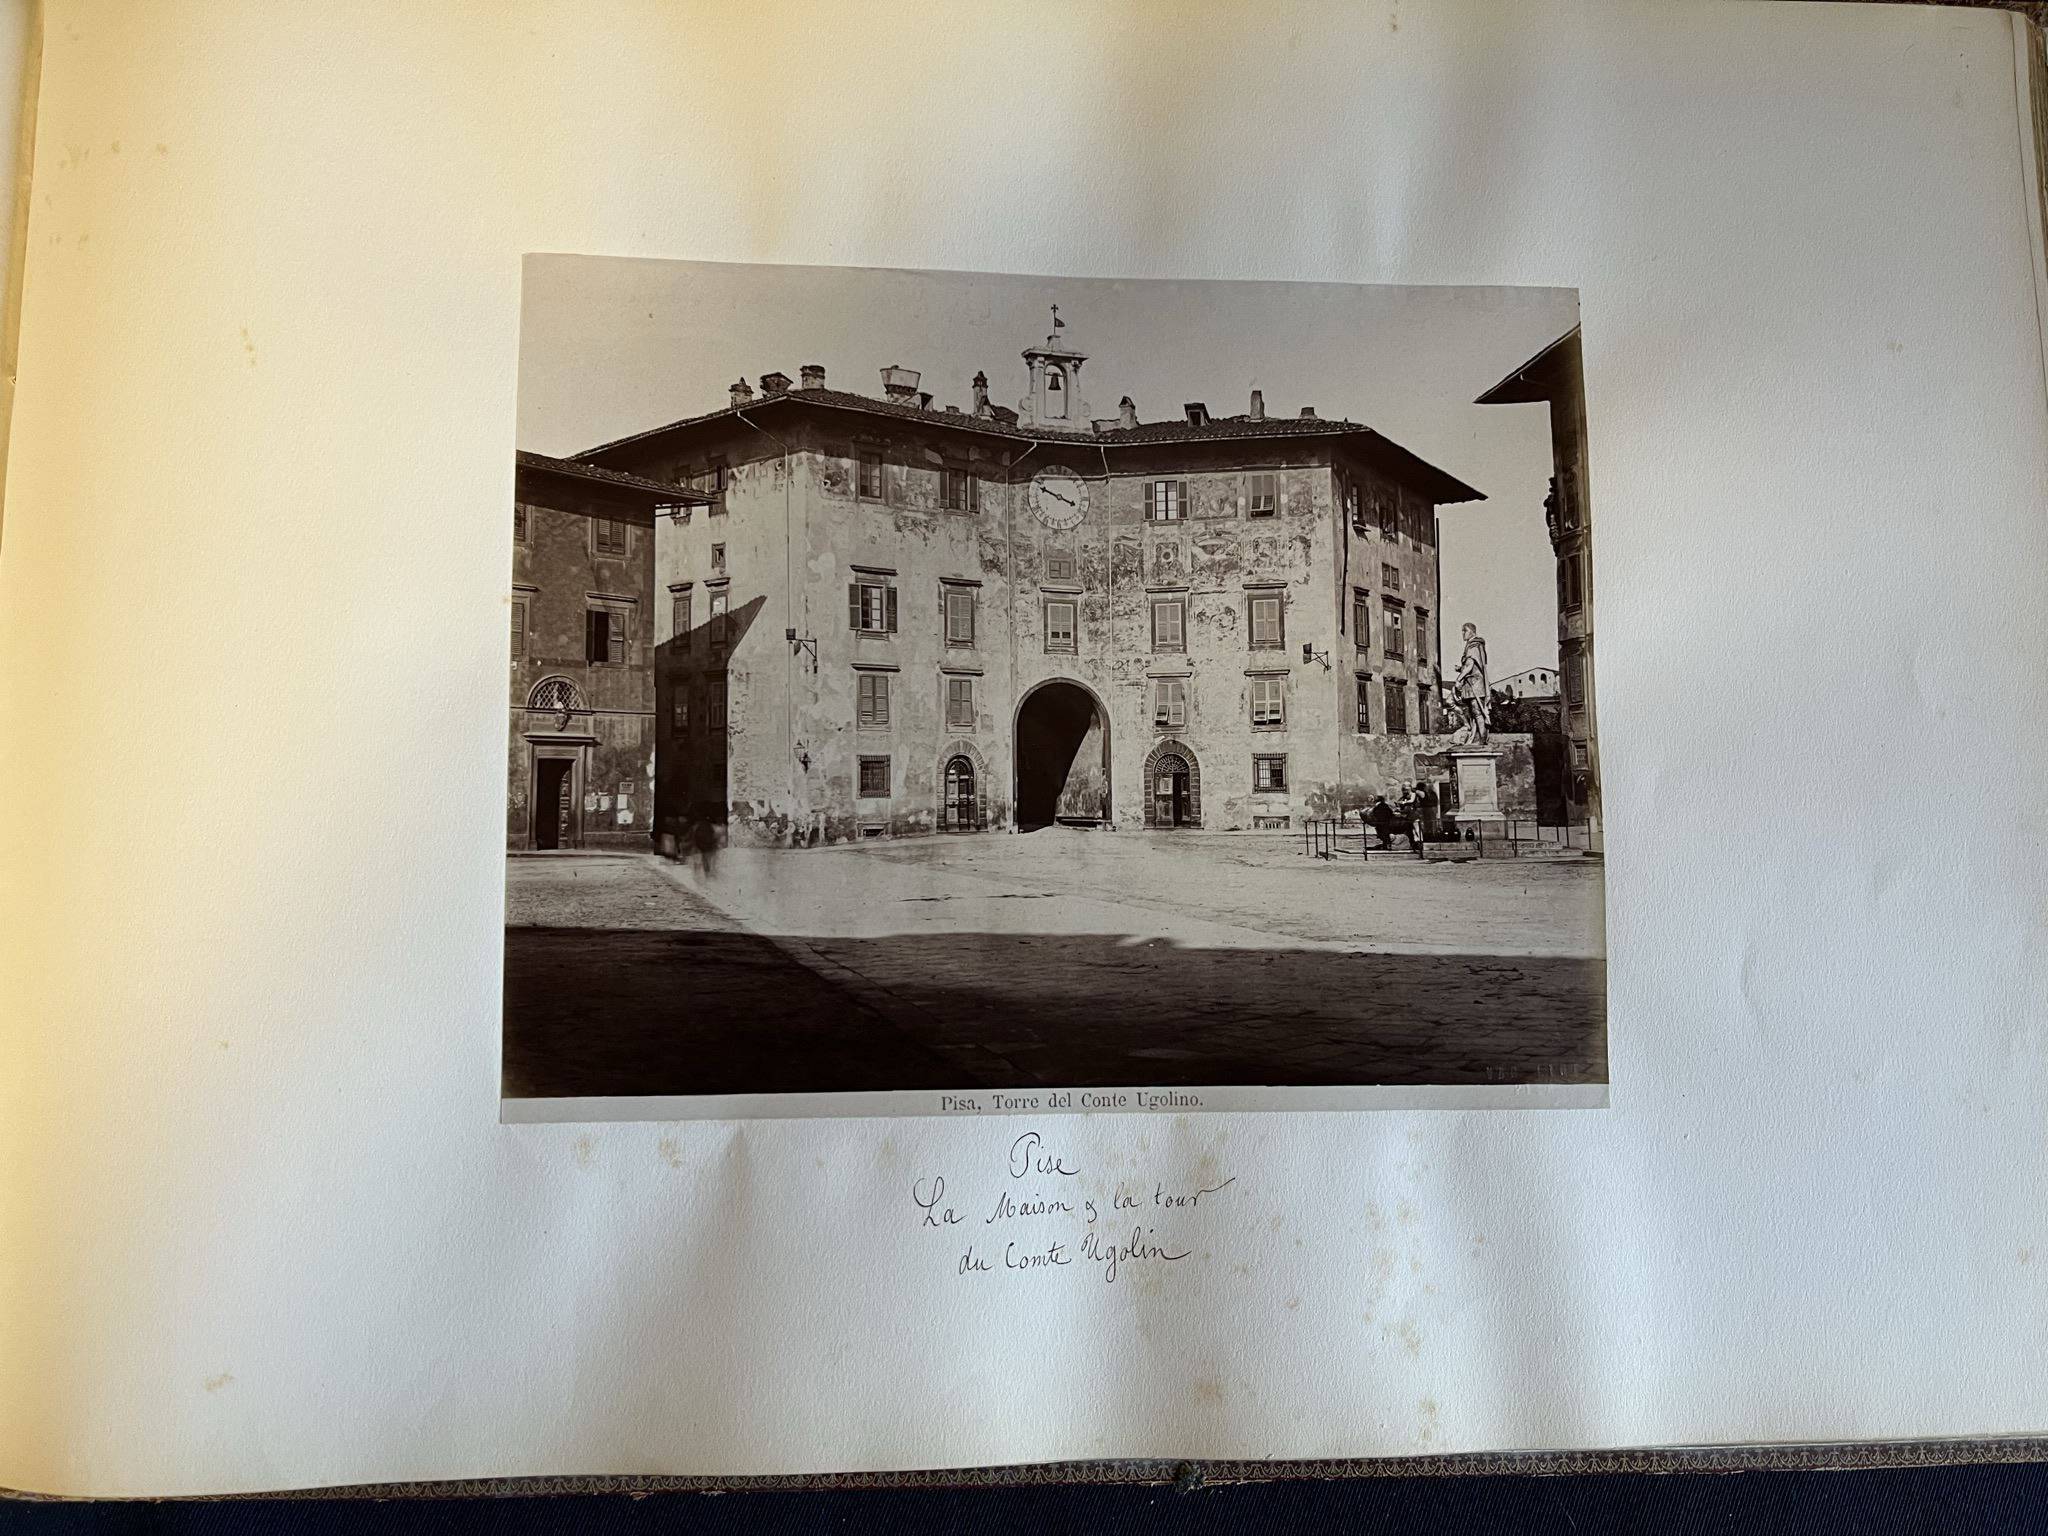 Pisa, Torre del Conte Ugolino.
Pise
La Maison & la tour
du Comte Ugolin